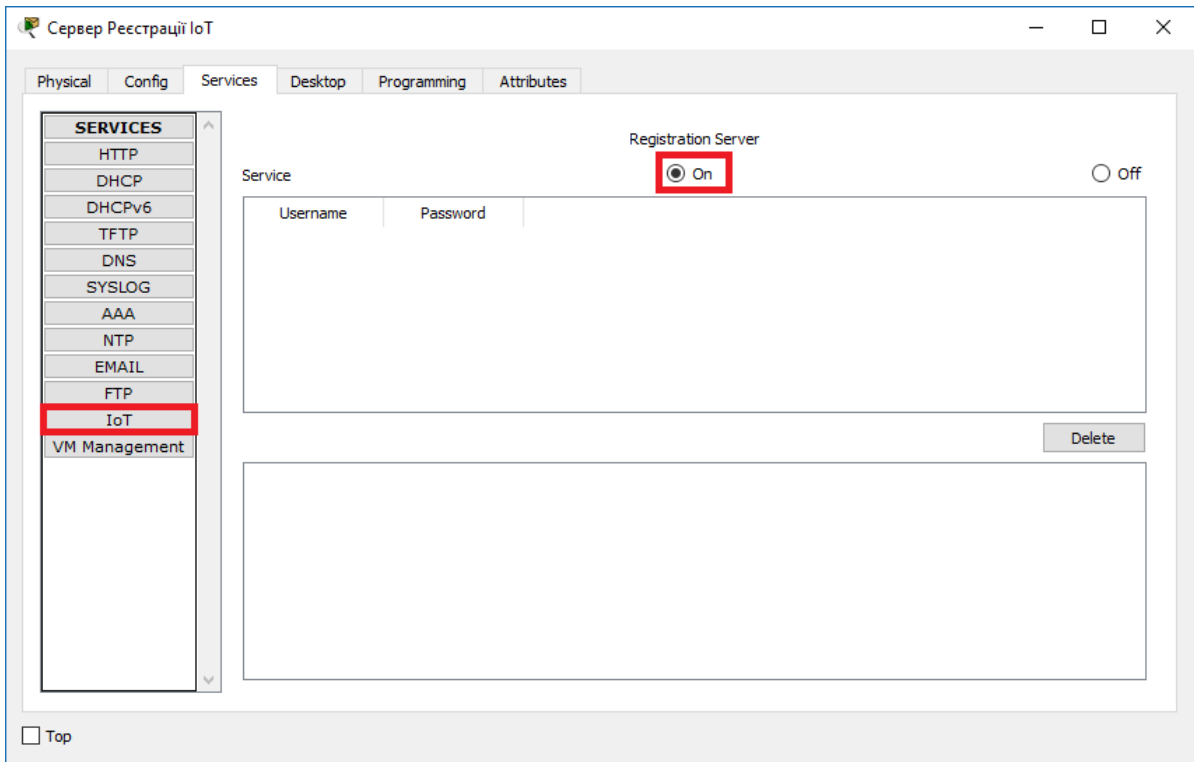 Сервер Реєстрації IoT
Physical Config Services Desktop Programming Attributes
SERVICES
HTTP
DHCP
DHCPv6
TFTP
DNS
SYSLOG
AAA
NTP
EMAIL
FTP
IoT
VM Management
Registration Server
Service On Off
Username Password
Delete
Top